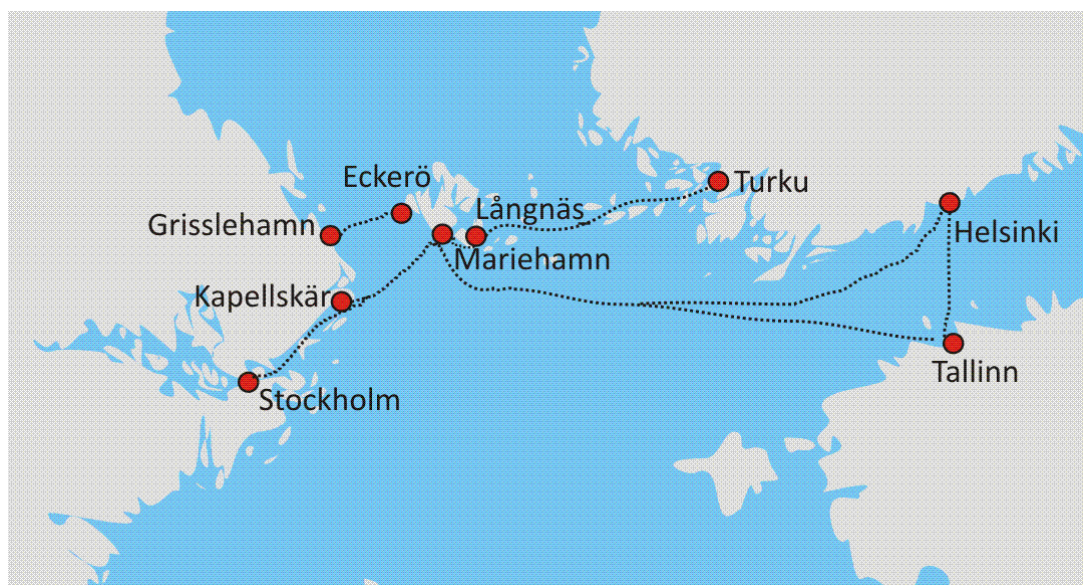 Eckerö
Turku
Grisslehamn
Långnäs
Helsinki
Mariehamn
Kapellskär
Tallinn
Stockholm